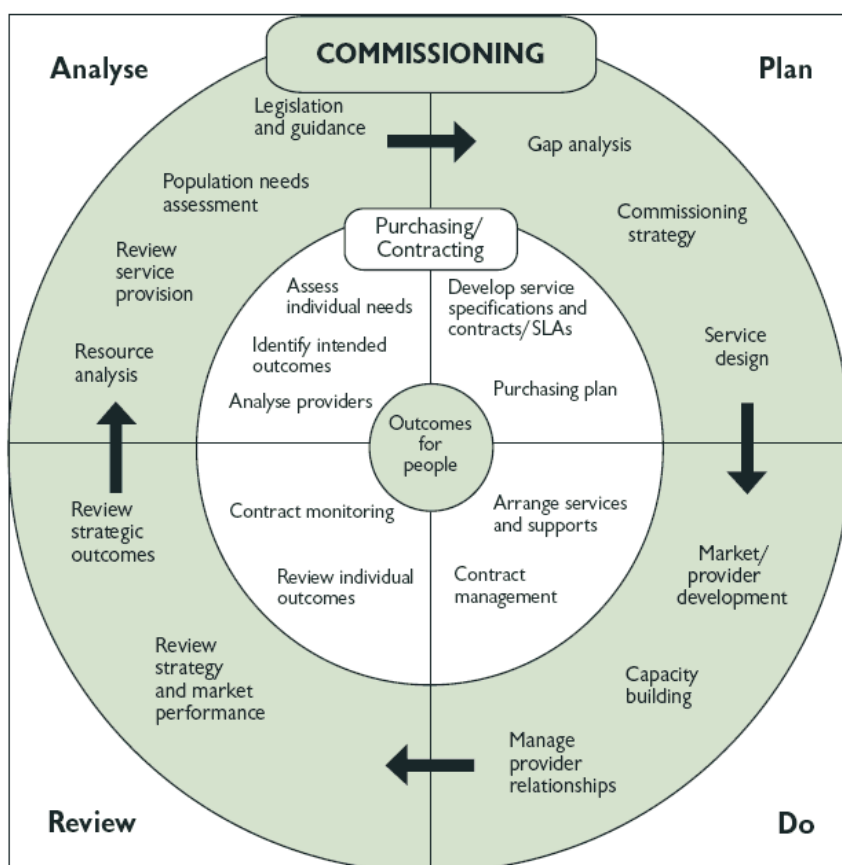 COMMISSIONING
Analyse
Plan
Legislation
and guidance
Population needs
assessment
Review
service
provision
Resource
analysis
Gap analysis
Commissioning
strategy
Service
design
Purchasing/
Contracting
Assess
individual needs
Identify intended
outcomes
Analyse providers
Develop service
specifications and
contracts/SLAs
Purchasing plan
Outcomes
for
people
Contract monitoring
Review individual
outcomes
Arrange services
and supports
Contract
management
Review
strategic
outcomes
Review
strategy
and market
performance
Market/
provider
development
Capacity
building
Manage
provider
relationships
Review
Do